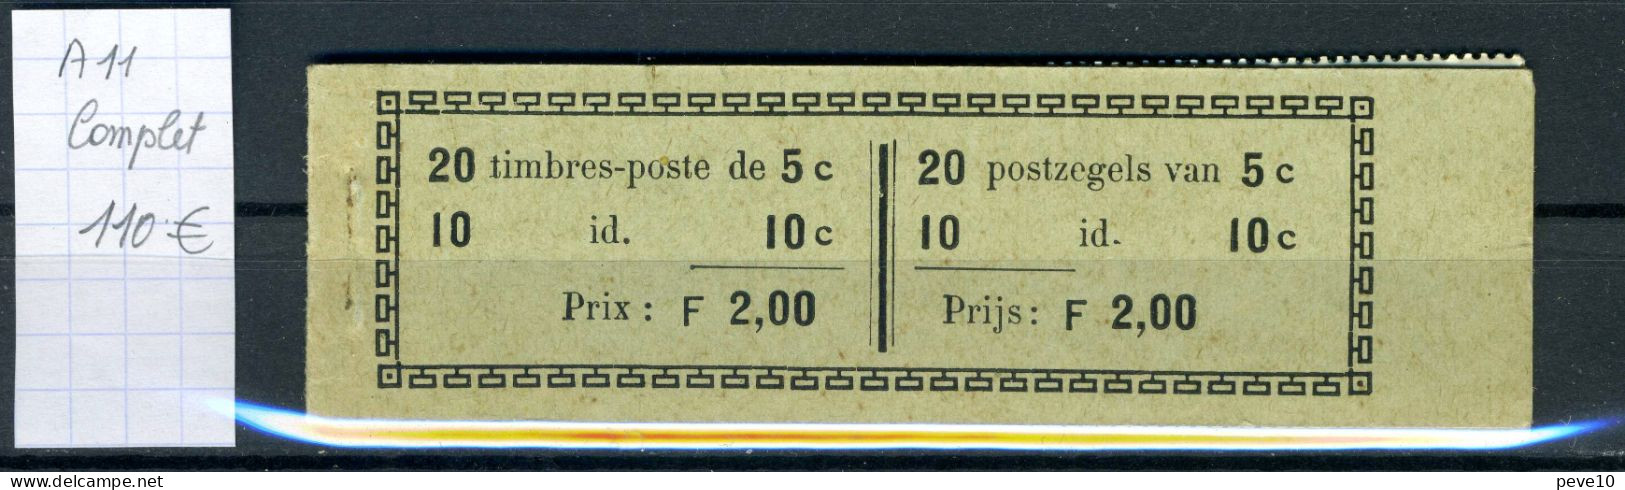 A11
Complet
110 €
20 timbres-poste de 5 c
10 id. 10 c
Prix : F 2,00
20 postzegels van 5 c
10 id. 10 c
Prijs : F 2,00
delcampe.net
peve10